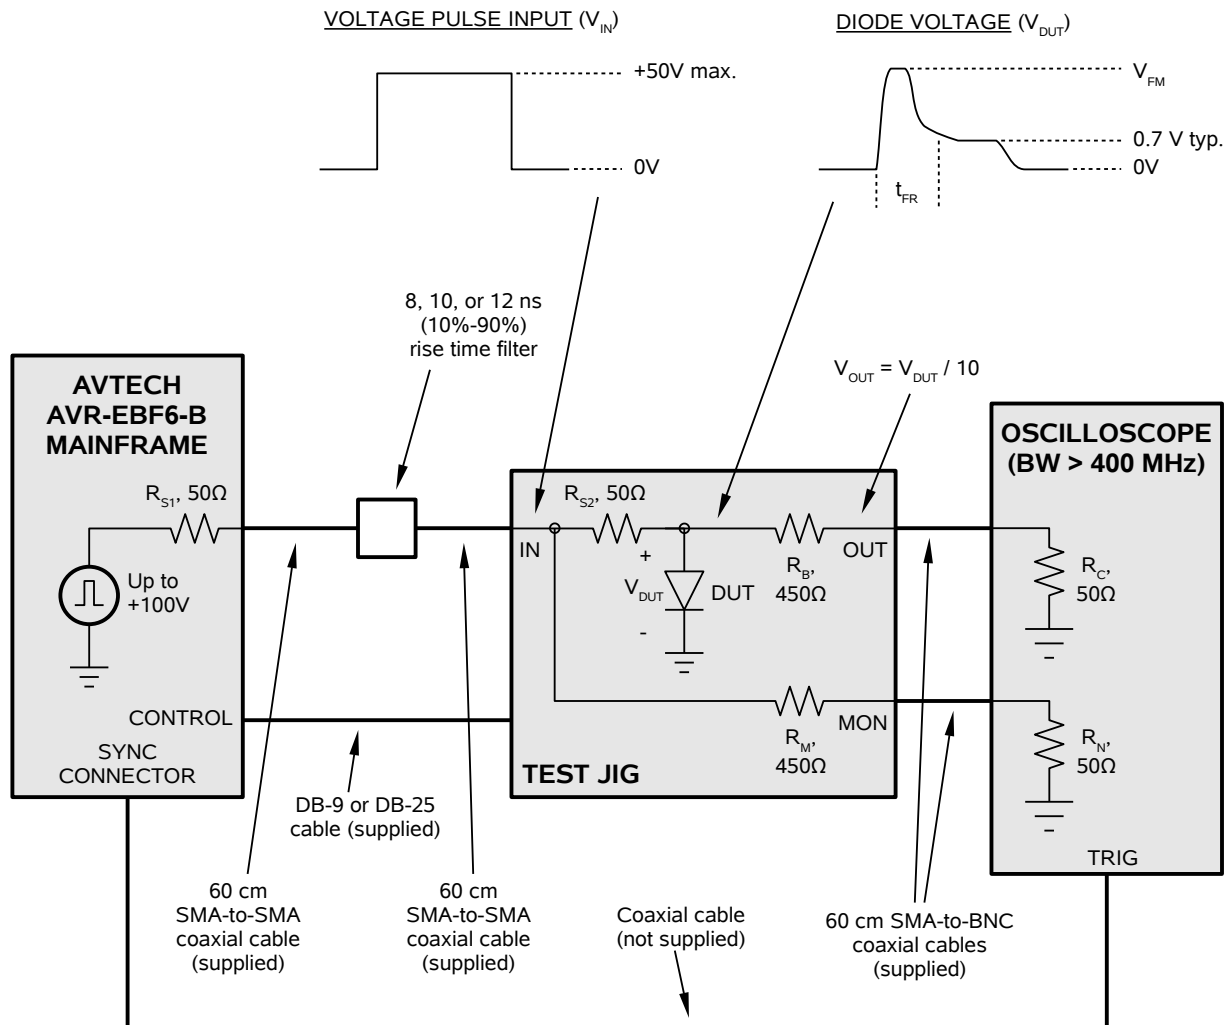 VOLTAGE PULSE INPUT (V_IN)
+50V max.
0V
DIODE VOLTAGE (V_DUT)
V_FM
0.7 V typ.
0V
t_FR
8, 10, or 12 ns
(10%-90%)
rise time filter
V_OUT = V_DUT / 10
AVTECH
AVR-EBF6-B
MAINFRAME
R_S1, 50Ω
Up to
+100V
CONTROL
SYNC
CONNECTOR
IN
R_S2, 50Ω
+
V_DUT
-
DUT
R_B,
450Ω
OUT
R_M,
450Ω
MON
TEST JIG
OSCILLOSCOPE
(BW > 400 MHz)
R_C,
50Ω
R_N,
50Ω
TRIG
DB-9 or DB-25
cable (supplied)
60 cm
SMA-to-SMA
coaxial cable
(supplied)
60 cm
SMA-to-SMA
coaxial cable
(supplied)
Coaxial cable
(not supplied)
60 cm SMA-to-BNC
coaxial cables
(supplied)